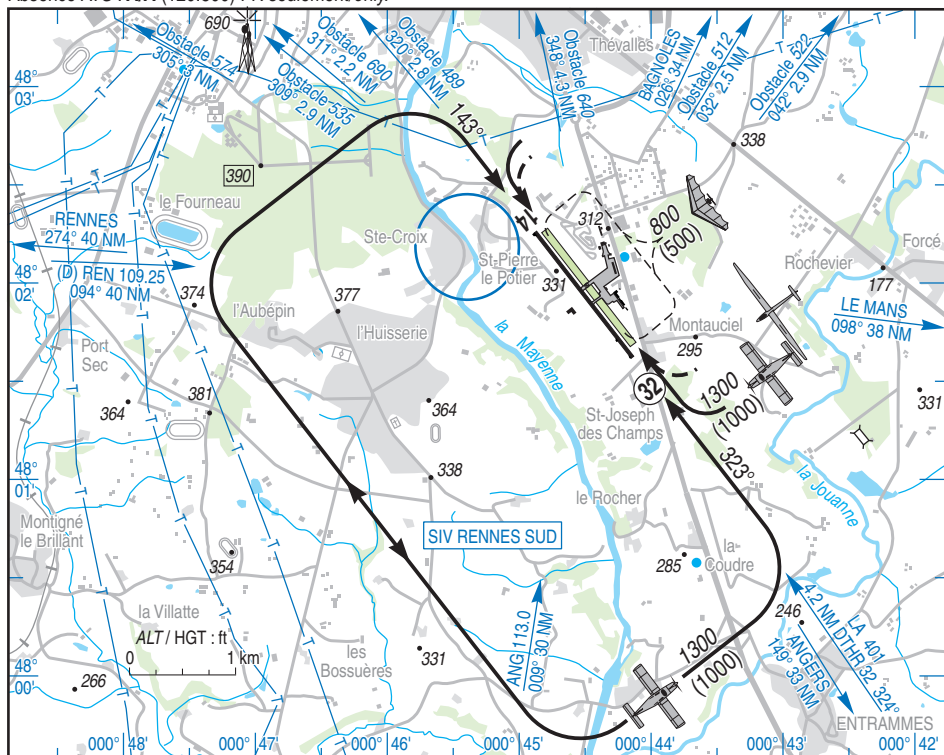 690
Obstacle 574
305° 3 NM
Obstacle 535
309° 2.9 NM
Obstacle 690
311° 2.2 NM
Obstacle 489
320° 2.8 NM
Obstacle 640
348° 4.3 NM
Thévalles
BAGNOLES
026° 34 NM
Obstacle 512
032° 2.5 NM
Obstacle 522
042° 2.9 NM
48°
03'
143°
338
390
le Fourneau
RENNES
274° 40 NM
(D) REN 109.25
094° 40 NM
Ste-Croix
14
312
800
(500)
St-Pierre
le Potier
331
Rochevier
Forcé
177
LE MANS
098° 38 NM
48°
02'
374
l'Aubépin
377
l'Huisserie
la Mayenne
Montauciel
295
Port
Sec
364
381
364
32
1300
(1000)
331
St-Joseph
des Champs
323°
48°
01'
338
le Rocher
la Jouanne
Montigné
le Brillant
SIV RENNES SUD
354
285
la
Coudre
246
la Villatte
ALT / HGT : ft
0 1 km
les
Bossuères
331
ANG 113.0
009° 30 NM
1300
(1000)
LA 401
4.2 NM DTHR 32 324°
ANGERS
149° 33 NM
48°
00'
266
ENTRAMMES
000° 48'
000° 47'
000° 46'
000° 45'
000° 44'
000° 43'
000° 42'